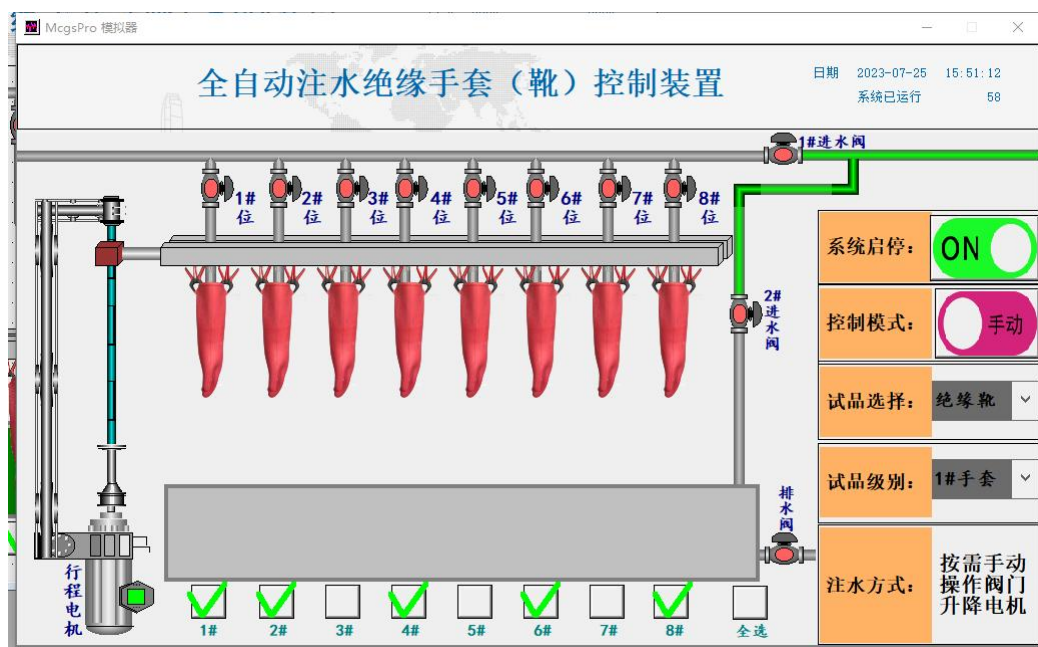 McgsPro 模拟器
全自动注水绝缘手套（靴）控制装置
日期 2023-07-25 15:51:12
系统已运行 58
1#进水阀
1#位
2#位
3#位
4#位
5#位
6#位
7#位
8#位
2#进水阀
系统启停：
ON
控制模式：
手动
试品选择：
绝缘靴
试品级别：
1#手套
排水阀
注水方式：
按需手动
操作阀门
升降电机
行程电机
1# 2# 3# 4# 5# 6# 7# 8# 全选